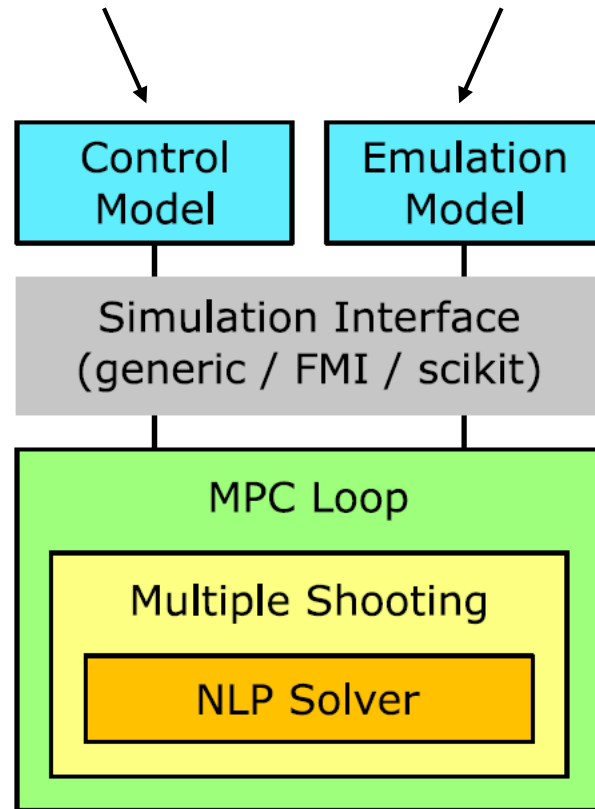 Control
Model
Emulation
Model
Simulation Interface
(generic / FMI / scikit)
MPC Loop
Multiple Shooting
NLP Solver